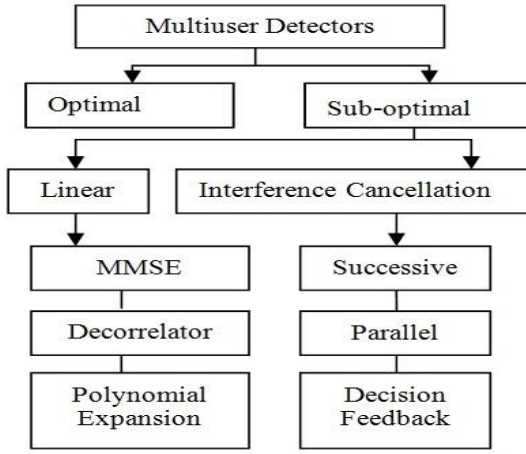 Multiuser Detectors
Optimal
Sub-optimal
Linear
Interference Cancellation
MMSE
Successive
Decorrelator
Parallel
Polynomial
Expansion
Decision
Feedback